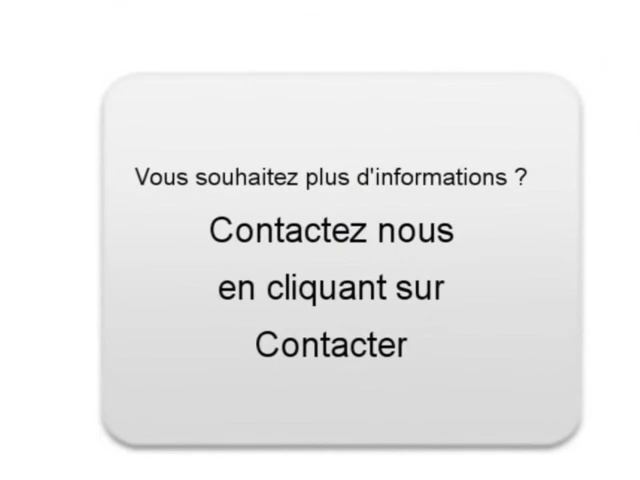 Vous souhaitez plus d'informations ?
Contactez nous
en cliquant sur
Contacter